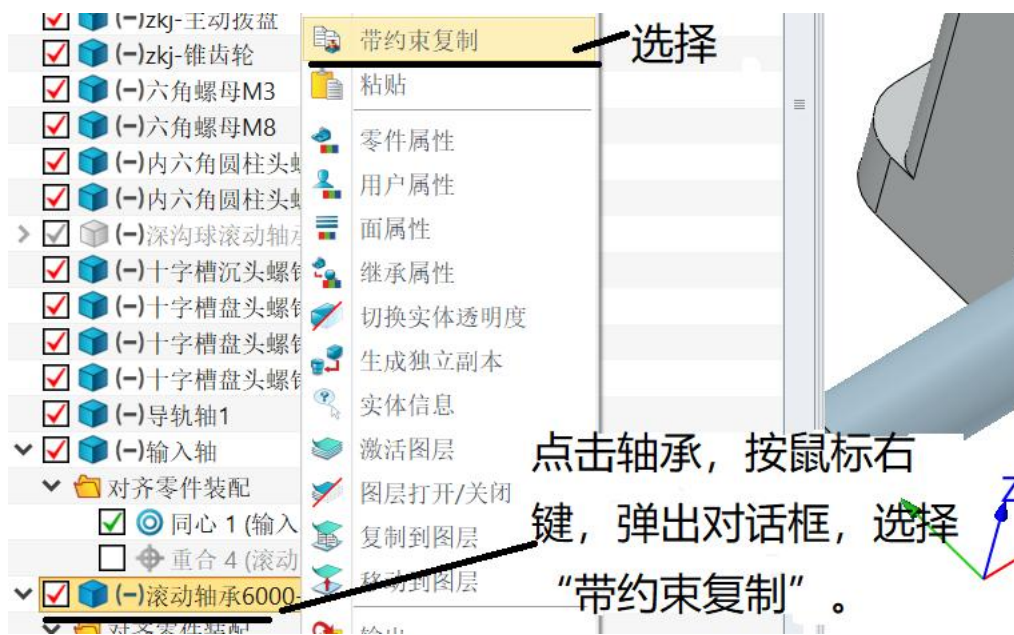 (-)zkj-主动拨盘
(-)zkj-锥齿轮
(-)六角螺母M3
(-)六角螺母M8
(-)内六角圆柱头
(-)内六角圆柱头
(-)深沟球滚动轴
(-)十字槽沉头螺
(-)十字槽盘头螺
(-)十字槽盘头螺
(-)十字槽盘头螺
(-)导轨轴1
(-)输入轴
对齐零件装配
同心 1 (输入
重合 4 (滚动
(-)滚动轴承6000-
对齐零件装配
带约束复制
粘贴
零件属性
用户属性
面属性
继承属性
切换实体透明度
生成独立副本
实体信息
激活图层
图层打开/关闭
复制到图层
移动到图层
输出
选择
点击轴承，按鼠标右
键，弹出对话框，选择
“带约束复制”。
Z